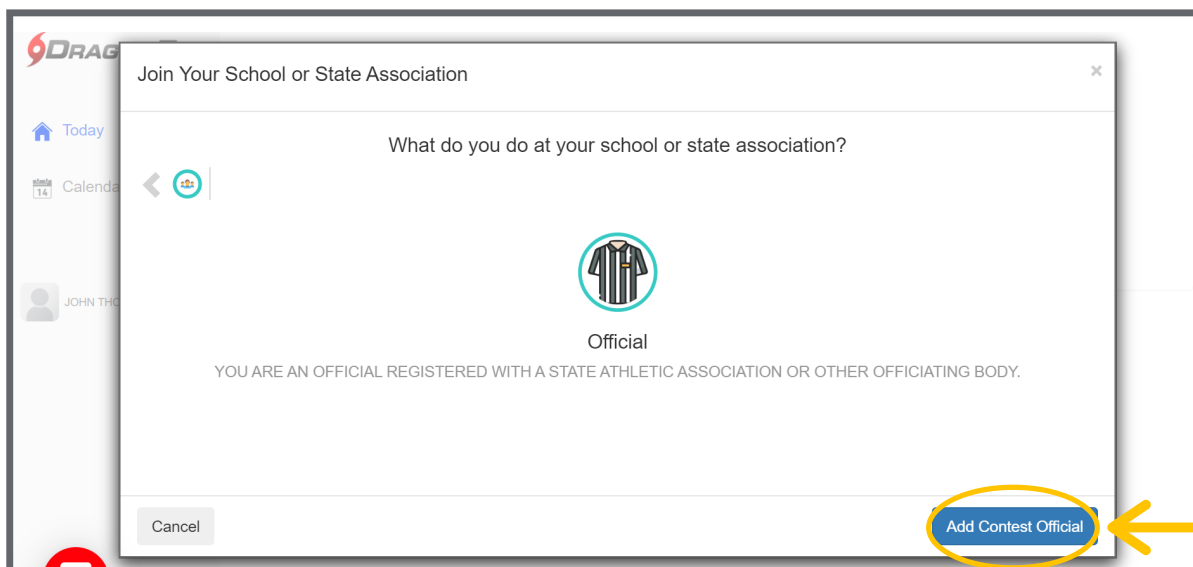 DRAG
Join Your School or State Association
×
Today
What do you do at your school or state association?
14
Calenda
JOHN THO
Official
YOU ARE AN OFFICIAL REGISTERED WITH A STATE ATHLETIC ASSOCIATION OR OTHER OFFICIATING BODY.
Cancel
Add Contest Official